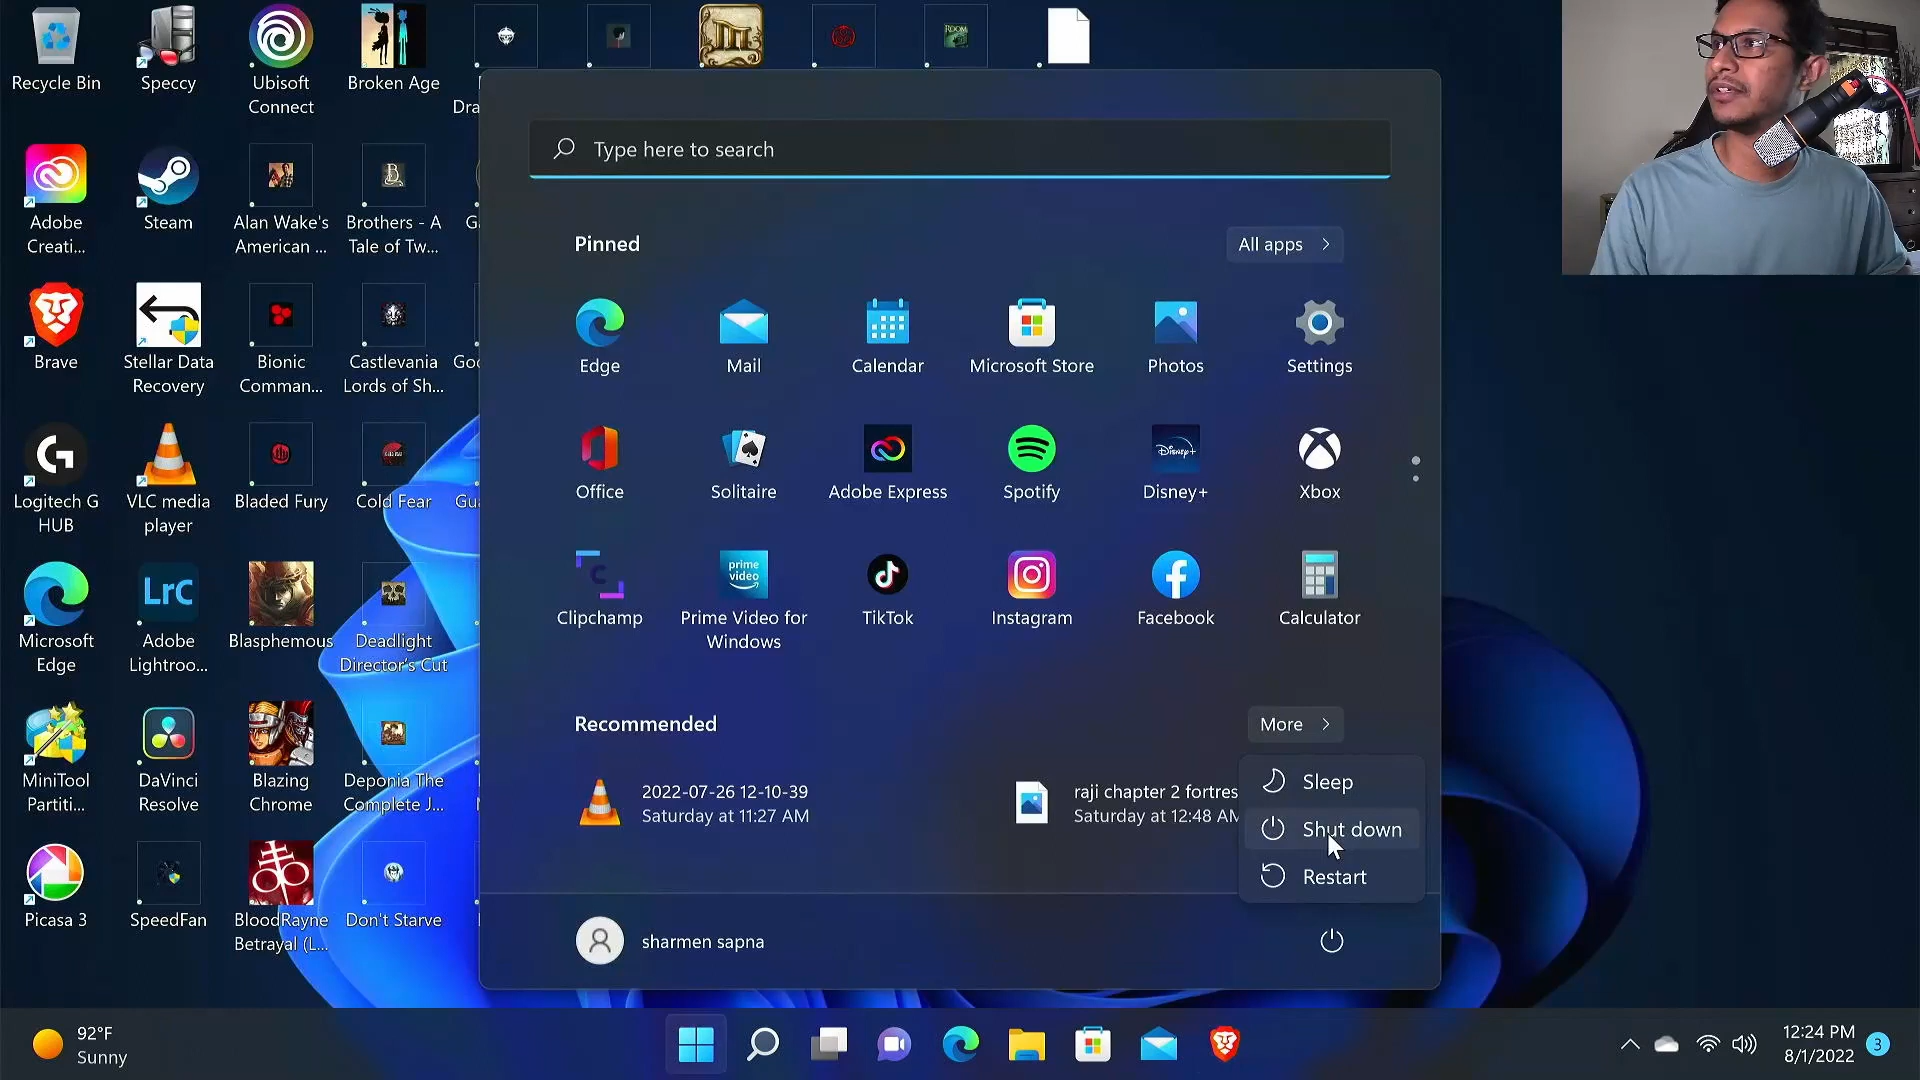 Recycle Bin
Speccy
Ubisoft
Connect
Broken Age
Dra
Adobe
Creati...
Steam
Alan Wake's
American ...
Brothers - A
Tale of Tw...
Brave
Stellar Data
Recovery
Bionic
Comman...
Castlevania
Lords of Sh...
Logitech G
HUB
VLC media
player
Bladed Fury
Cold Fear
Microsoft
Edge
LrC
Adobe
Lightroo...
Blasphemous
Deadlight
Director's Cut
MiniTool
Partiti...
DaVinci
Resolve
Blazing
Chrome
Deponia The
Complete J...
Picasa 3
SpeedFan
BloodRayne
Betrayal (L...
Don't Starve
ROOM
Type here to search
Pinned
All apps
Edge
Mail
Calendar
Microsoft Store
Photos
Settings
Office
Solitaire
Adobe Express
Spotify
Disney+
Disney+
Xbox
Clipchamp
prime
video
Prime Video for
Windows
TikTok
Instagram
Facebook
Calculator
Recommended
More
2022-07-26 12-10-39
Saturday at 11:27 AM
raji chapter 2 fortres
Saturday at 12:48 AM
Sleep
Shut down
Restart
sharmen sapna
92°F
Sunny
12:24 PM
8/1/2022
3